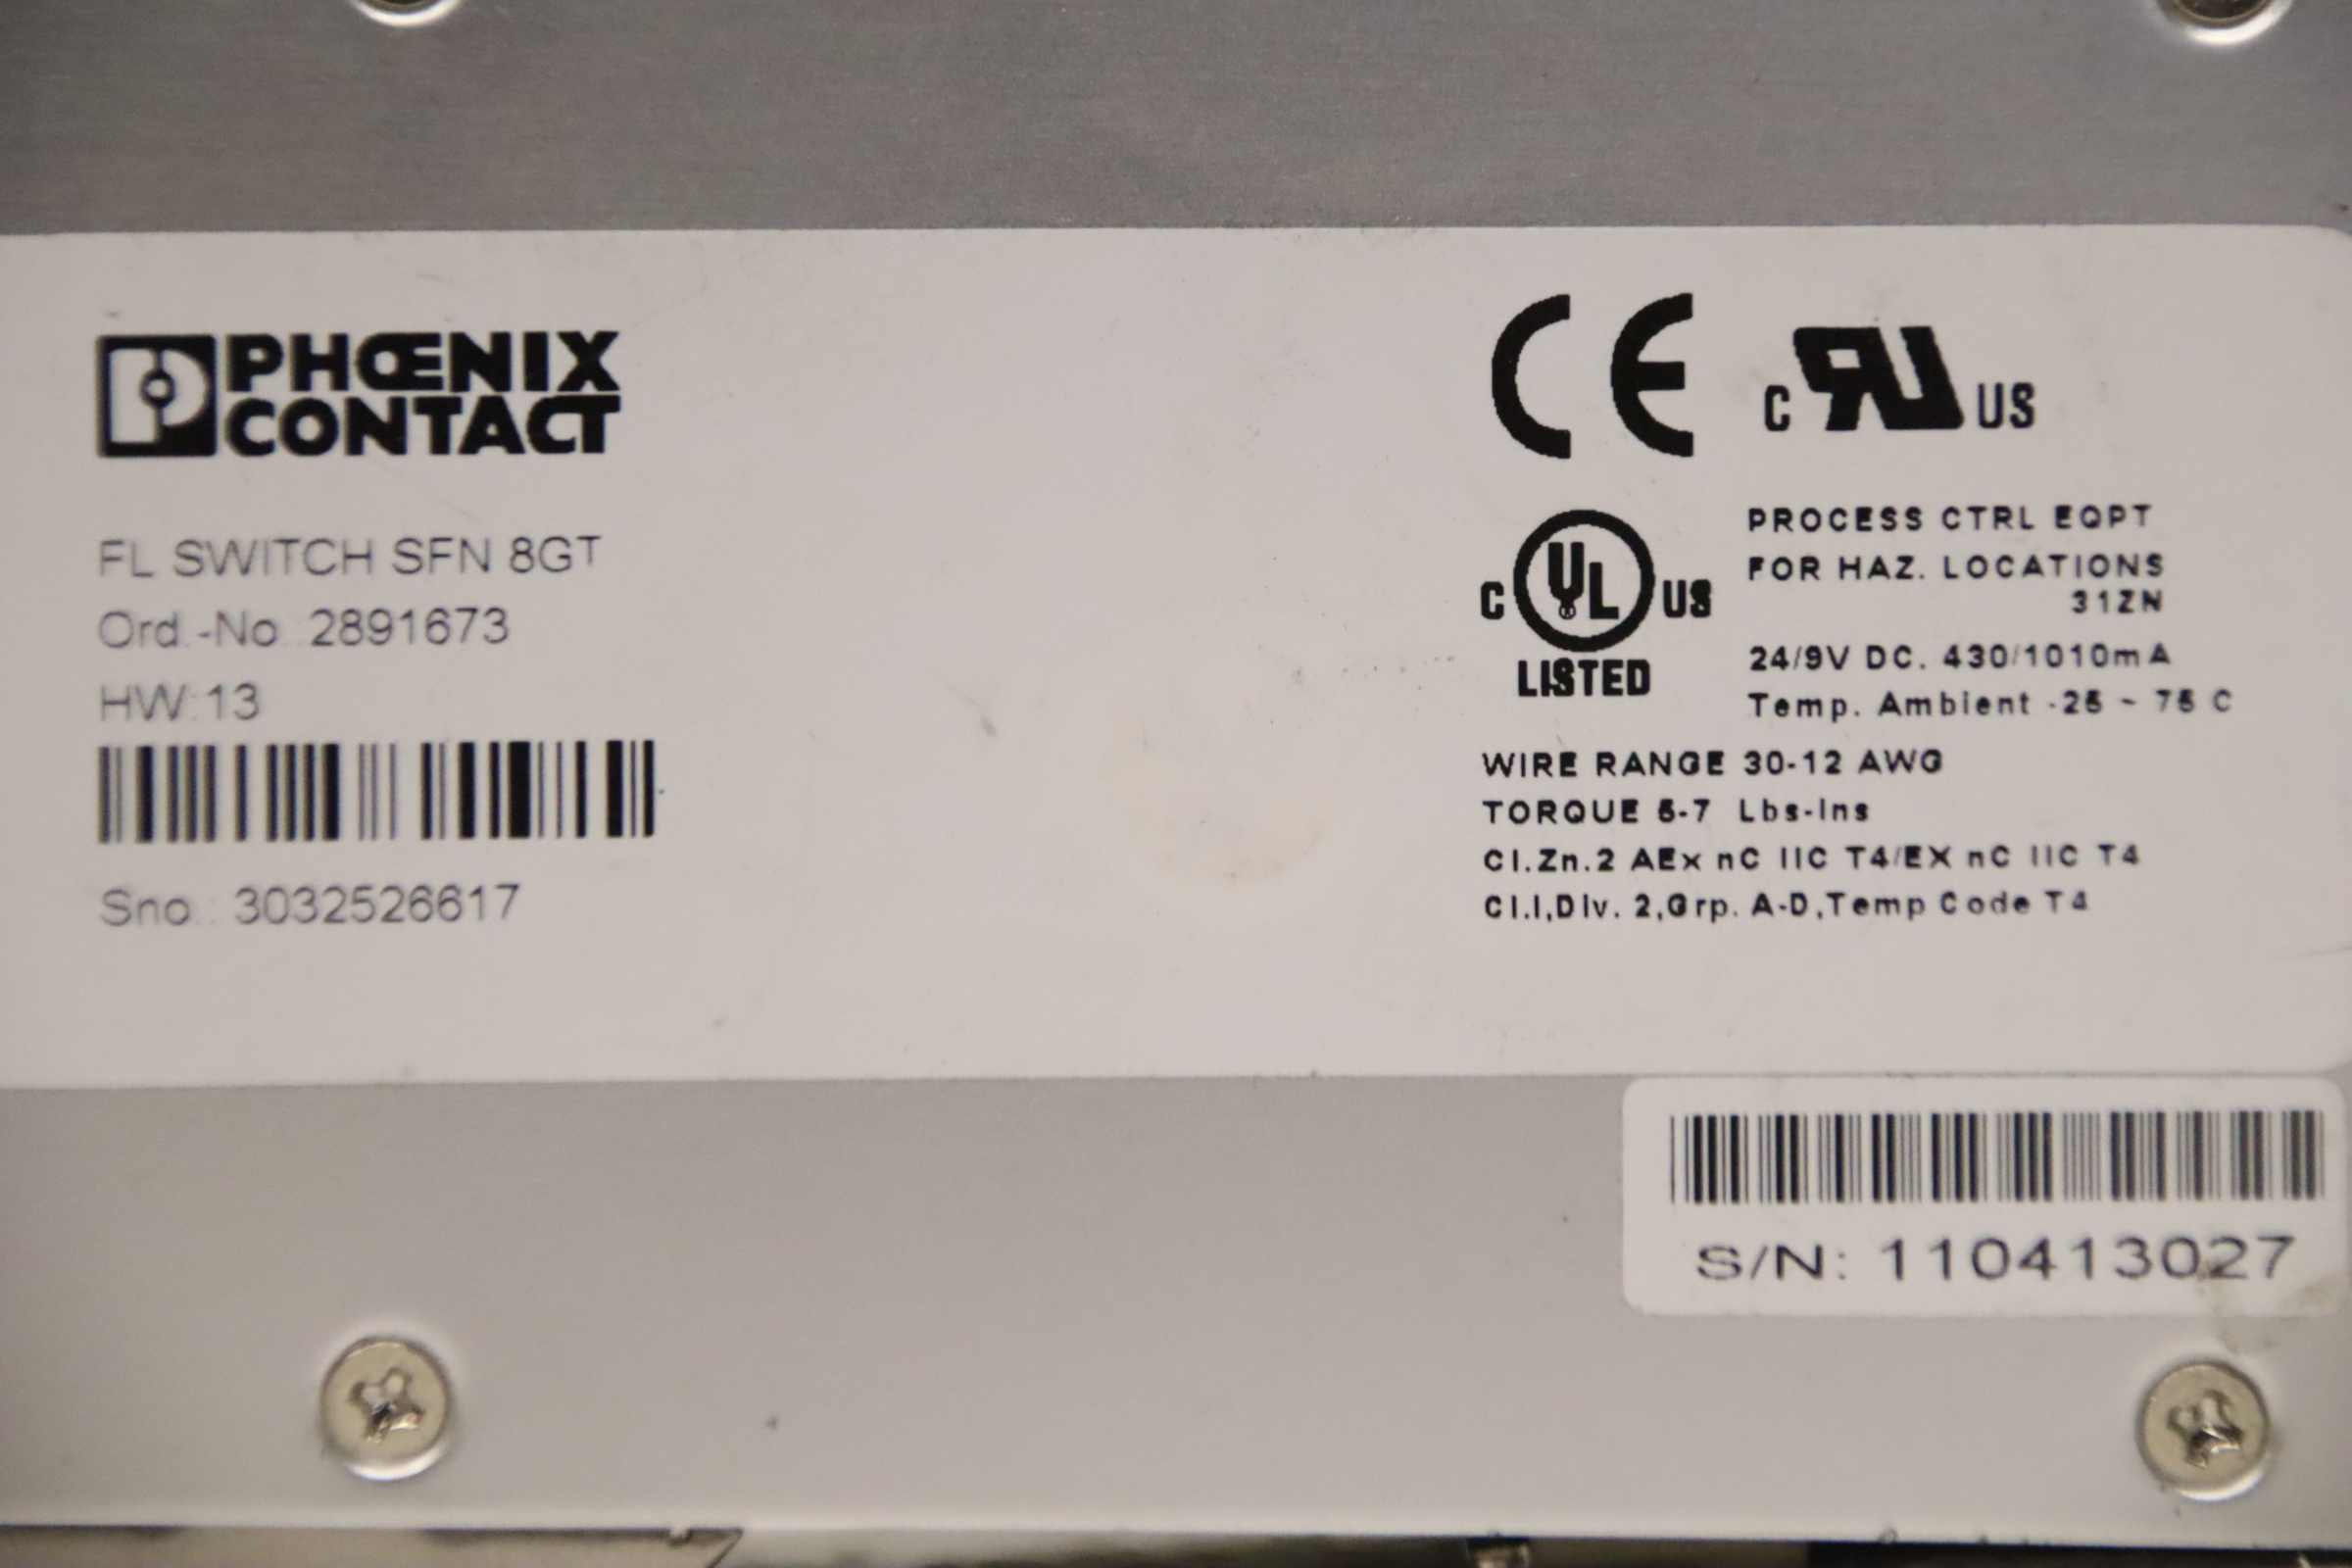 PHŒNIX
CONTACT
FL SWITCH SFN 8GT
Ord.-No.:2891673
HW:13
Sno.: 3032526617
CE
C RU US
C UL US
LISTED
PROCESS CTRL EQPT
FOR HAZ. LOCATIONS
31ZN
24/9V DC. 430/1010mA
Temp. Ambient -25 ~ 75 C
WIRE RANGE 30-12 AWG
TORQUE 5-7 Lbs-Ins
Cl.Zn.2 AEx nC IIC T4/EX nC IIC T4
Cl.I,Div. 2,Grp. A-D,Temp Code T4
S/N: 110413027